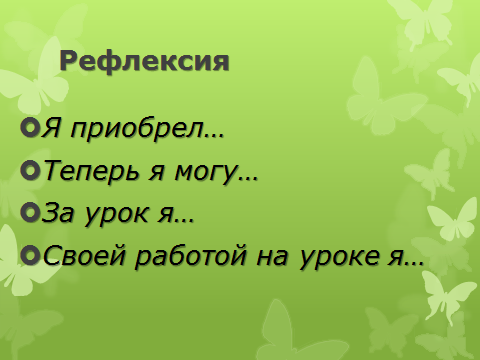 Рефлексия
Я приобрел…
Теперь я могу…
За урок я…
Своей работой на уроке я…